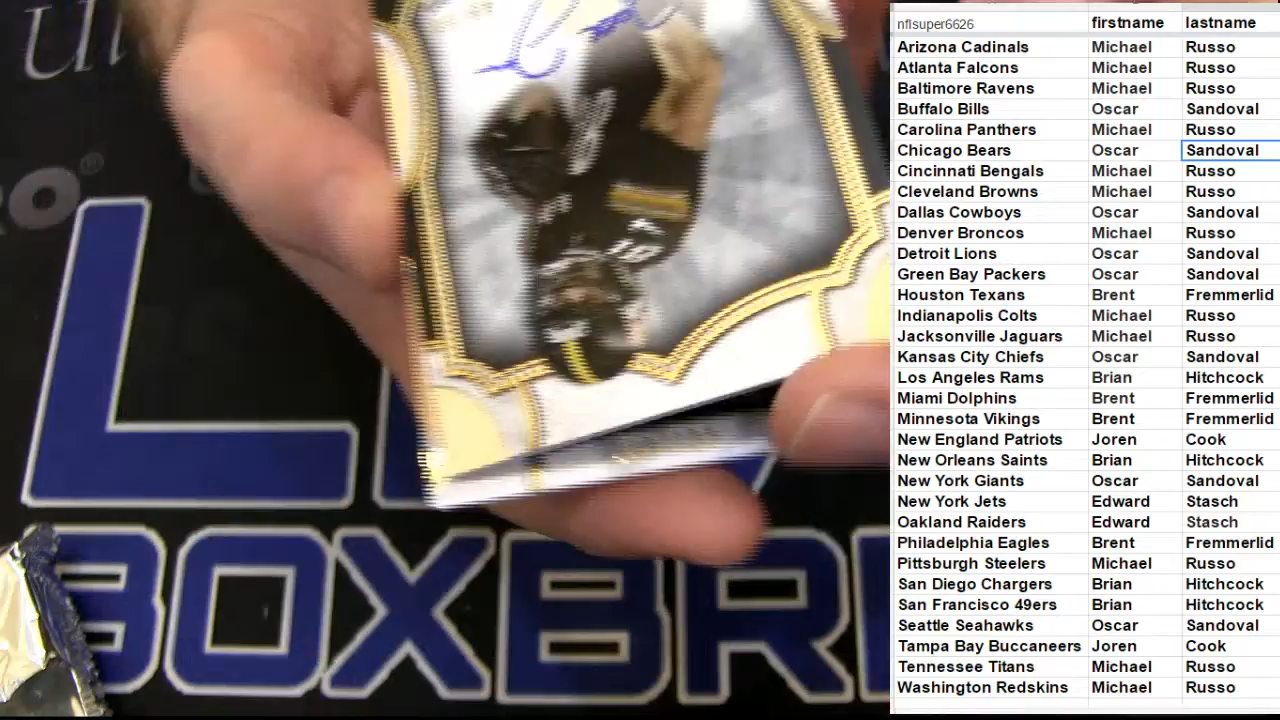 nflsuper6626 firstname lastname
Arizona Cadinals Michael Russo
Atlanta Falcons Michael Russo
Baltimore Ravens Michael Russo
Buffalo Bills Oscar Sandoval
Carolina Panthers Michael Russo
Chicago Bears Oscar Sandoval
Cincinnati Bengals Michael Russo
Cleveland Browns Michael Russo
Dallas Cowboys Oscar Sandoval
Denver Broncos Michael Russo
Detroit Lions Oscar Sandoval
Green Bay Packers Oscar Sandoval
Houston Texans Brent Fremmerlid
Indianapolis Colts Michael Russo
Jacksonville Jaguars Michael Russo
Kansas City Chiefs Oscar Sandoval
Los Angeles Rams Brian Hitchcock
Miami Dolphins Brent Fremmerlid
Minnesota Vikings Brent Fremmerlid
New England Patriots Joren Cook
New Orleans Saints Brian Hitchcock
New York Giants Oscar Sandoval
New York Jets Edward Stasch
Oakland Raiders Edward Stasch
Philadelphia Eagles Brent Fremmerlid
Pittsburgh Steelers Michael Russo
San Diego Chargers Brian Hitchcock
San Francisco 49ers Brian Hitchcock
Seattle Seahawks Oscar Sandoval
Tampa Bay Buccaneers Joren Cook
Tennessee Titans Michael Russo
Washington Redskins Michael Russo
BOXBR